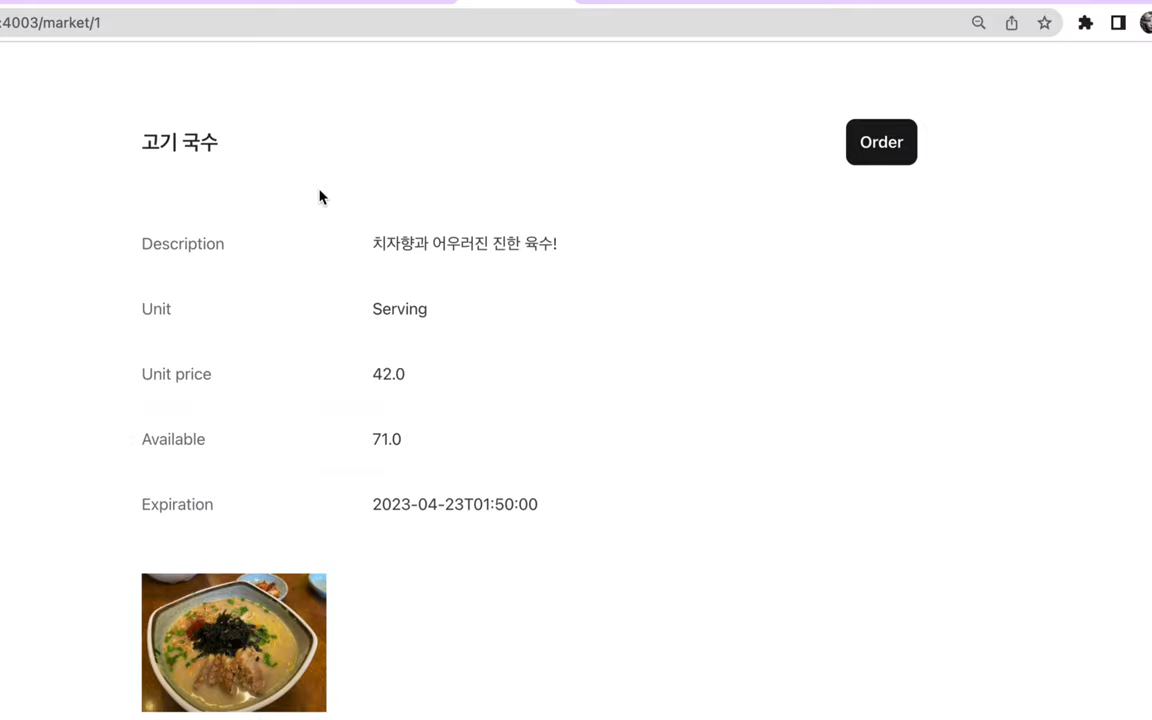 :4003/market/1
고기 국수
Order
Description 치자향과 어우러진 진한 육수!
Unit Serving
Unit price 42.0
Available 71.0
Expiration 2023-04-23T01:50:00